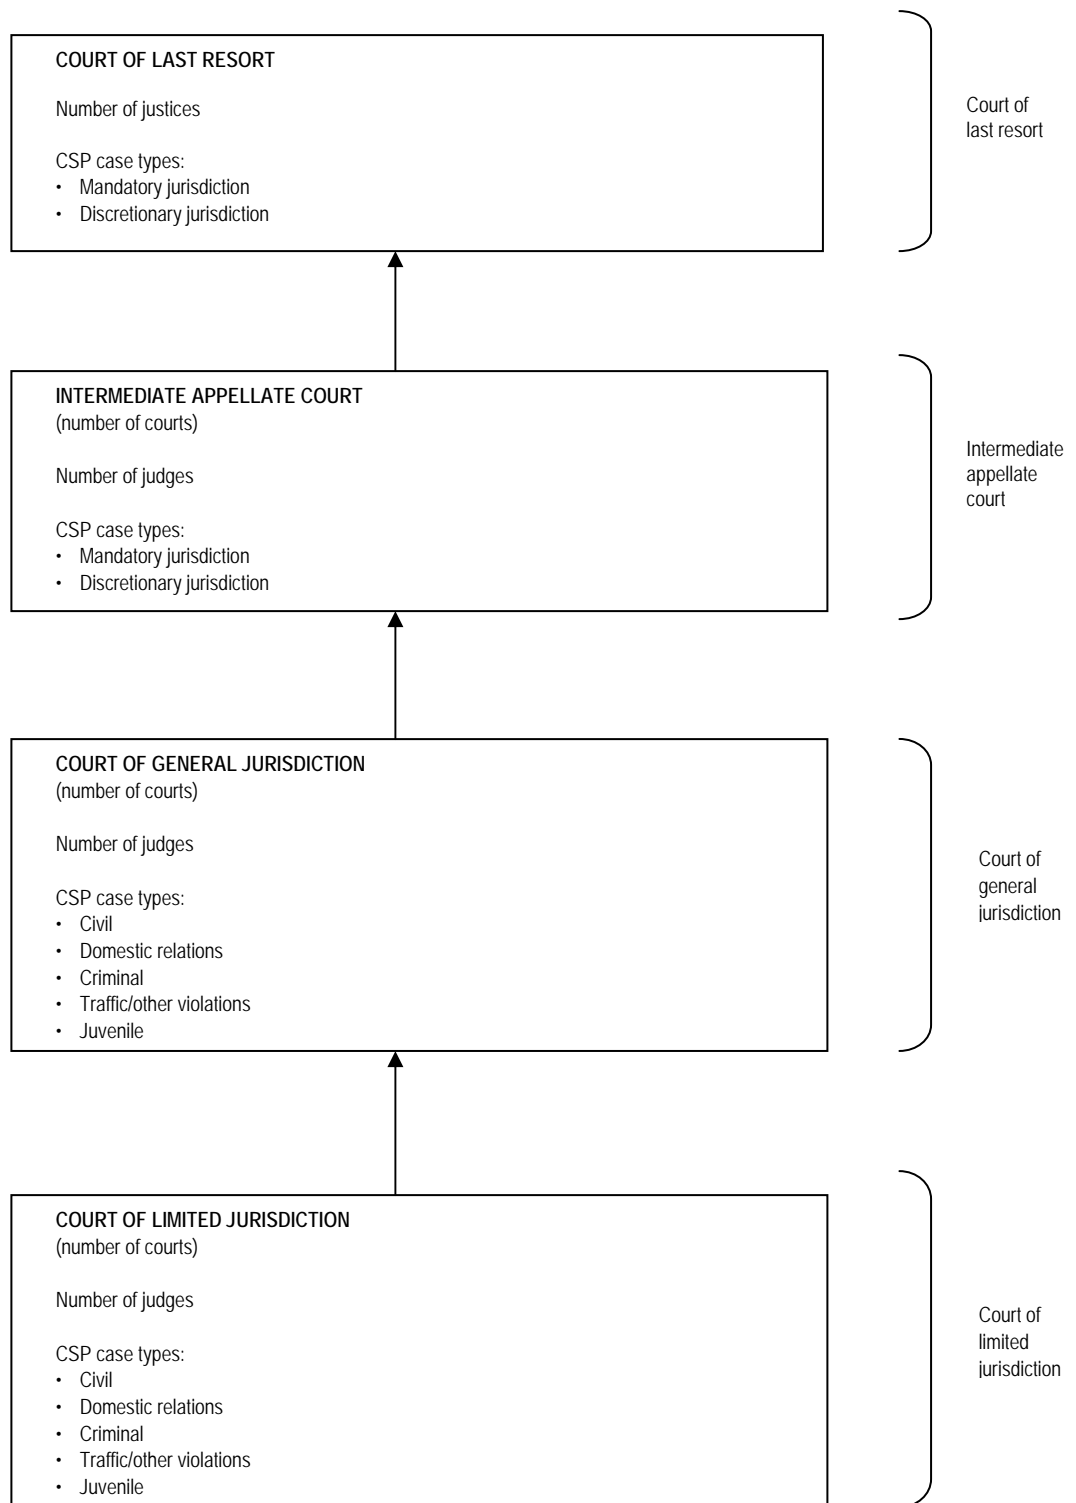 COURT OF LAST RESORT
Number of justices
CSP case types:
• Mandatory jurisdiction
• Discretionary jurisdiction
Court of
last resort
INTERMEDIATE APPELLATE COURT
(number of courts)
Number of judges
CSP case types:
• Mandatory jurisdiction
• Discretionary jurisdiction
Intermediate
appellate
court
COURT OF GENERAL JURISDICTION
(number of courts)
Number of judges
CSP case types:
• Civil
• Domestic relations
• Criminal
• Traffic/other violations
• Juvenile
Court of
general
jurisdiction
COURT OF LIMITED JURISDICTION
(number of courts)
Number of judges
CSP case types:
• Civil
• Domestic relations
• Criminal
• Traffic/other violations
• Juvenile
Court of
limited
jurisdiction